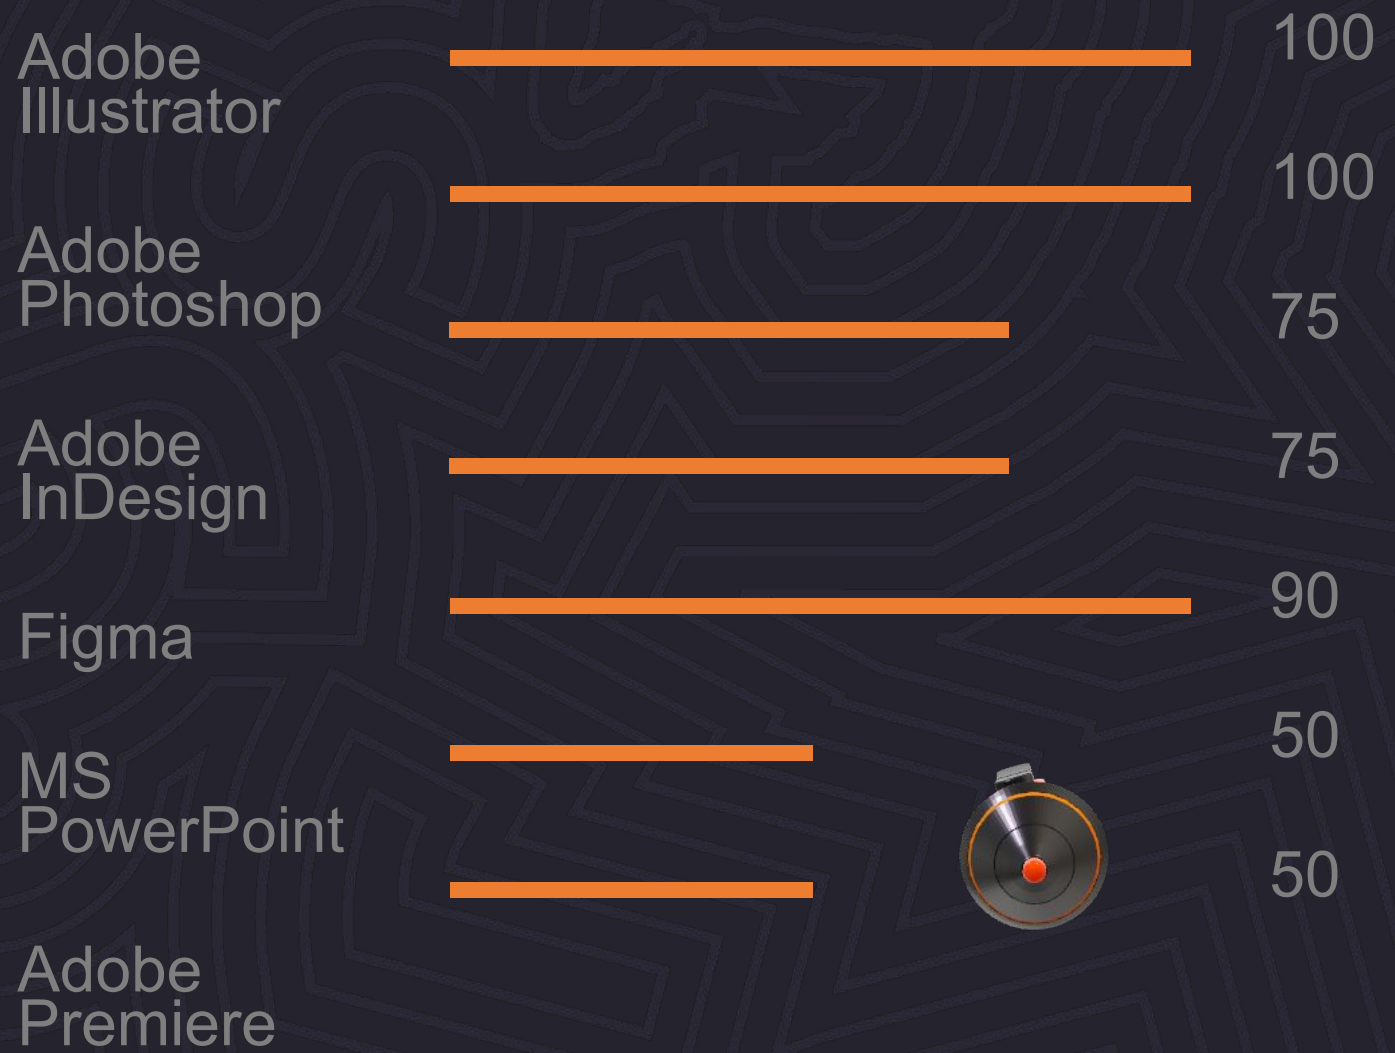 Adobe
Illustrator
100
100
Adobe
Photoshop
75
Adobe
InDesign
75
Figma
90
MS
PowerPoint
50
50
Adobe
Premiere